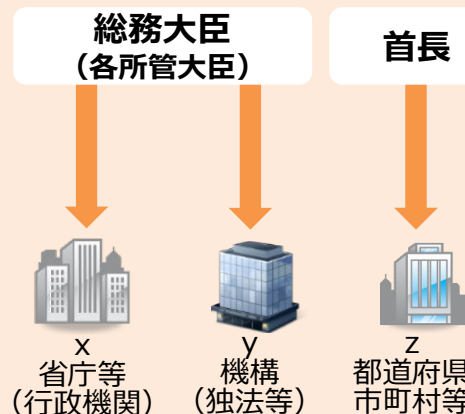 総務大臣
（各所管大臣）
首長
x
省庁等
（行政機関）
y
機構
（独法等）
z
都道府県
市町村等